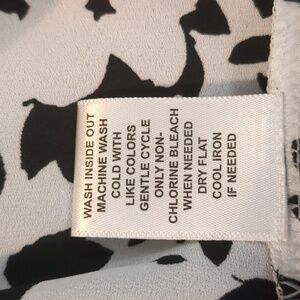 WASH INSIDE OUT
MACHINE WASH
COLD WITH
LIKE COLORS
GENTLE CYCLE
ONLY NON-
CHLORINE BLEACH
WHEN NEEDED
DRY FLAT
COOL IRON
IF NEEDED